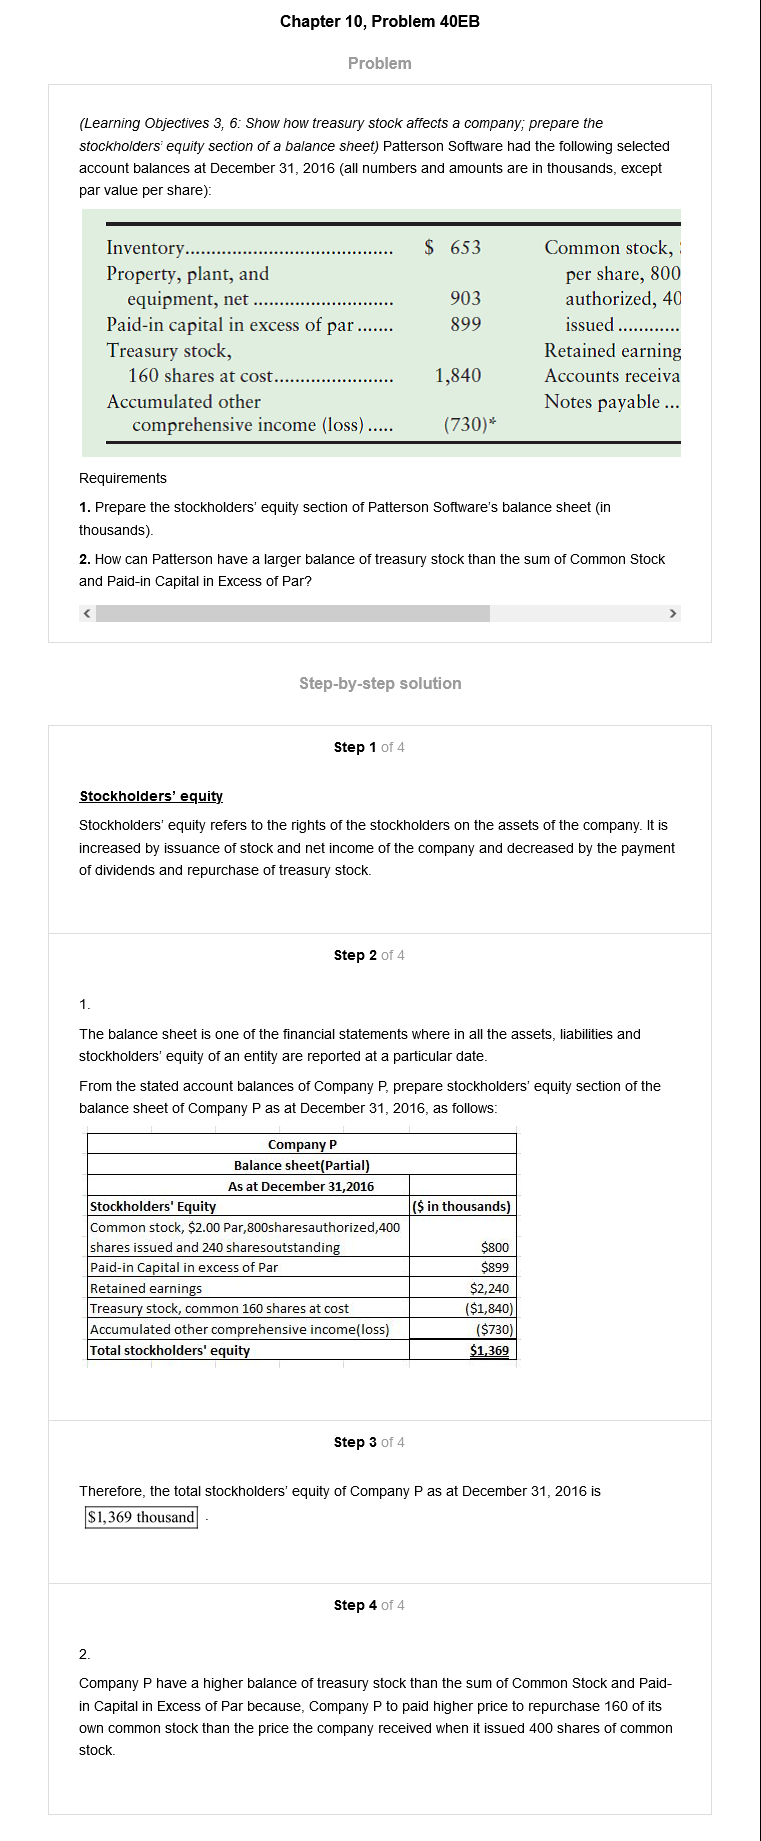 Chapter 10, Problem 40EB
Problem
(Learning Objectives 3, 6: Show how treasury stock affects a company; prepare the
stockholders' equity section of a balance sheet) Patterson Software had the following selected
account balances at December 31, 2016 (all numbers and amounts are in thousands, except
par value per share):
Inventory........................................ $ 653
Property, plant, and
equipment, net ........................... 903
Paid-in capital in excess of par ....... 899
Treasury stock,
160 shares at cost....................... 1,840
Accumulated other
comprehensive income (loss) ..... (730)*
Common stock,
per share, 800
authorized, 40
issued ............
Retained earning
Accounts receiva
Notes payable ...
Requirements
1. Prepare the stockholders' equity section of Patterson Software's balance sheet (in
thousands).
2. How can Patterson have a larger balance of treasury stock than the sum of Common Stock
and Paid-in Capital in Excess of Par?
Step-by-step solution
Step 1 of 4
Stockholders' equity
Stockholders' equity refers to the rights of the stockholders on the assets of the company. It is
increased by issuance of stock and net income of the company and decreased by the payment
of dividends and repurchase of treasury stock.
Step 2 of 4
1.
The balance sheet is one of the financial statements where in all the assets, liabilities and
stockholders' equity of an entity are reported at a particular date.
From the stated account balances of Company P, prepare stockholders' equity section of the
balance sheet of Company P as at December 31, 2016, as follows:
Company P
Balance sheet(Partial)
As at December 31,2016
Stockholders' Equity ($ in thousands)
Common stock, $2.00 Par,800sharesauthorized,400
shares issued and 240 sharesoutstanding $800
Paid-in Capital in excess of Par $899
Retained earnings $2,240
Treasury stock, common 160 shares at cost ($1,840)
Accumulated other comprehensive income(loss) ($730)
Total stockholders' equity $1,369
Step 3 of 4
Therefore, the total stockholders' equity of Company P as at December 31, 2016 is
$1,369 thousand .
Step 4 of 4
2.
Company P have a higher balance of treasury stock than the sum of Common Stock and Paid-
in Capital in Excess of Par because, Company P to paid higher price to repurchase 160 of its
own common stock than the price the company received when it issued 400 shares of common
stock.